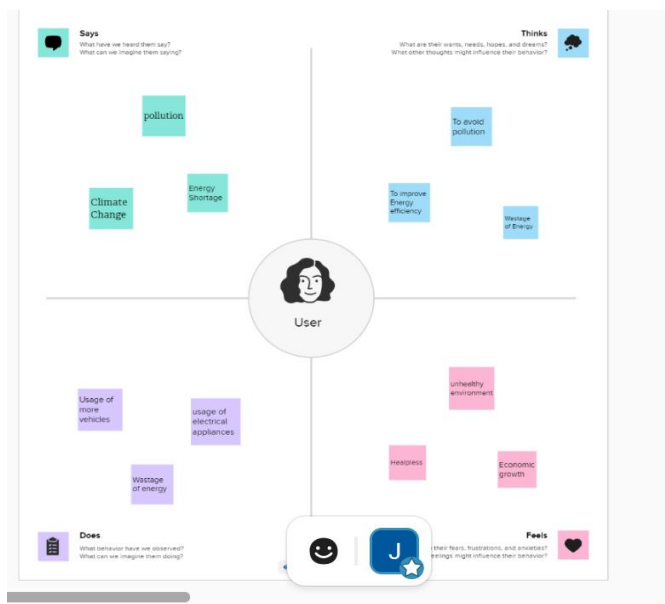 Says
What have we heard them say?
What can we imagine them saying?
Thinks
What are their wants, needs, hopes, and dreams?
What other thoughts might influence their behavior?
pollution
Climate
Change
Energy
Shortage
To avoid
pollution
To improve
Energy
efficiency
Wastage
of Energy
User
Usage of
more
vehicles
usage of
electrical
appliances
Wastage
of energy
unhealthy
environment
Healpless
Economic
growth
Does
What behavior have we observed?
What can we imagine them doing?
J
Feels
their fears, frustrations, and anxieties?
feelings might influence their behavior?